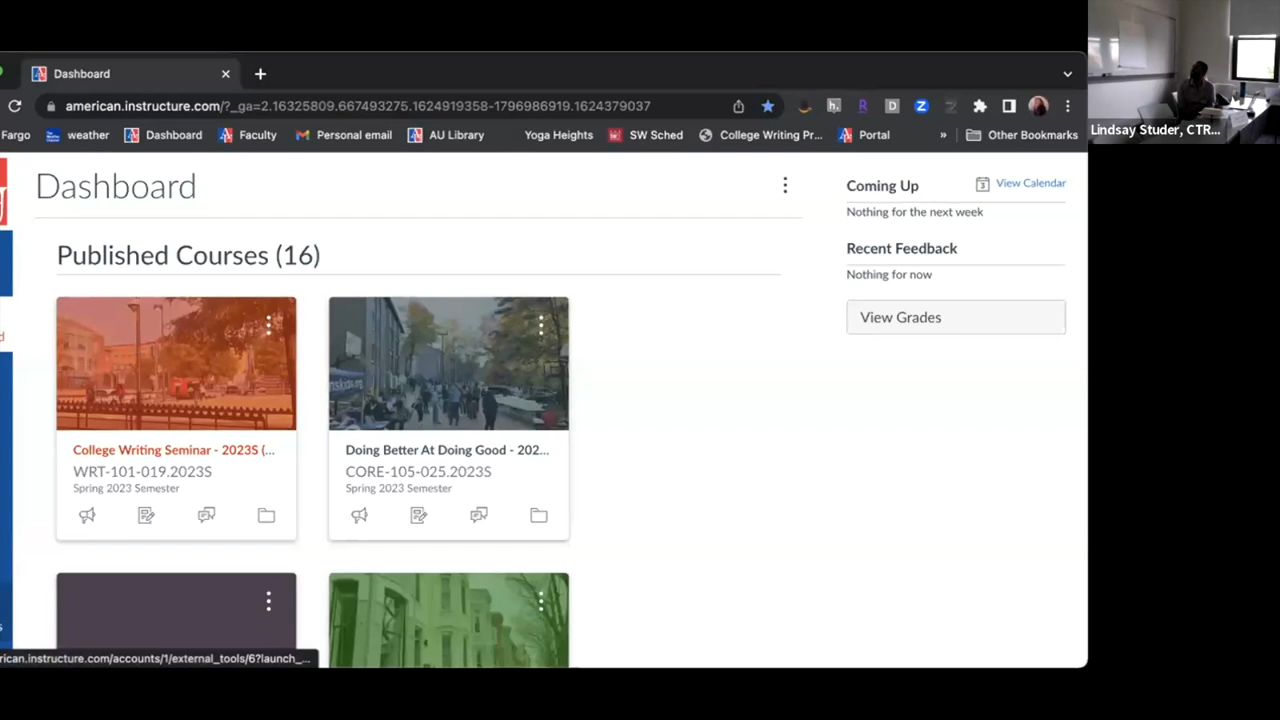 Dashboard
american.instructure.com/?_ga=2.16325809.667493275.1624919358-1796986919.1624379037
Fargo weather Dashboard Faculty Personal email AU Library Yoga Heights SW Sched College Writing Pr... Portal » Other Bookmarks
Lindsay Studer, CTR...
Dashboard
Published Courses (16)
College Writing Seminar - 2023S (...
WRT-101-019.2023S
Spring 2023 Semester
Doing Better At Doing Good - 202...
CORE-105-025.2023S
Spring 2023 Semester
Coming Up
3
View Calendar
Nothing for the next week
Recent Feedback
Nothing for now
View Grades
rican.instructure.com/accounts/1/external_tools/6?launch_...